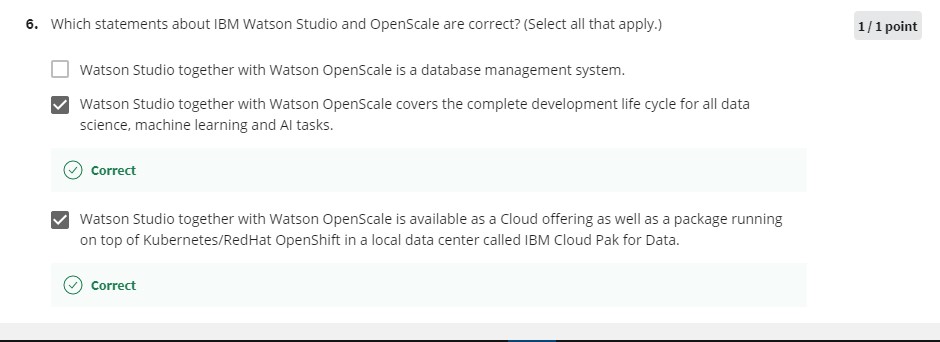 6. Which statements about IBM Watson Studio and OpenScale are correct? (Select all that apply.)
1 / 1 point
Watson Studio together with Watson OpenScale is a database management system.
Watson Studio together with Watson OpenScale covers the complete development life cycle for all data
science, machine learning and AI tasks.
Correct
Watson Studio together with Watson OpenScale is available as a Cloud offering as well as a package running
on top of Kubernetes/RedHat OpenShift in a local data center called IBM Cloud Pak for Data.
Correct